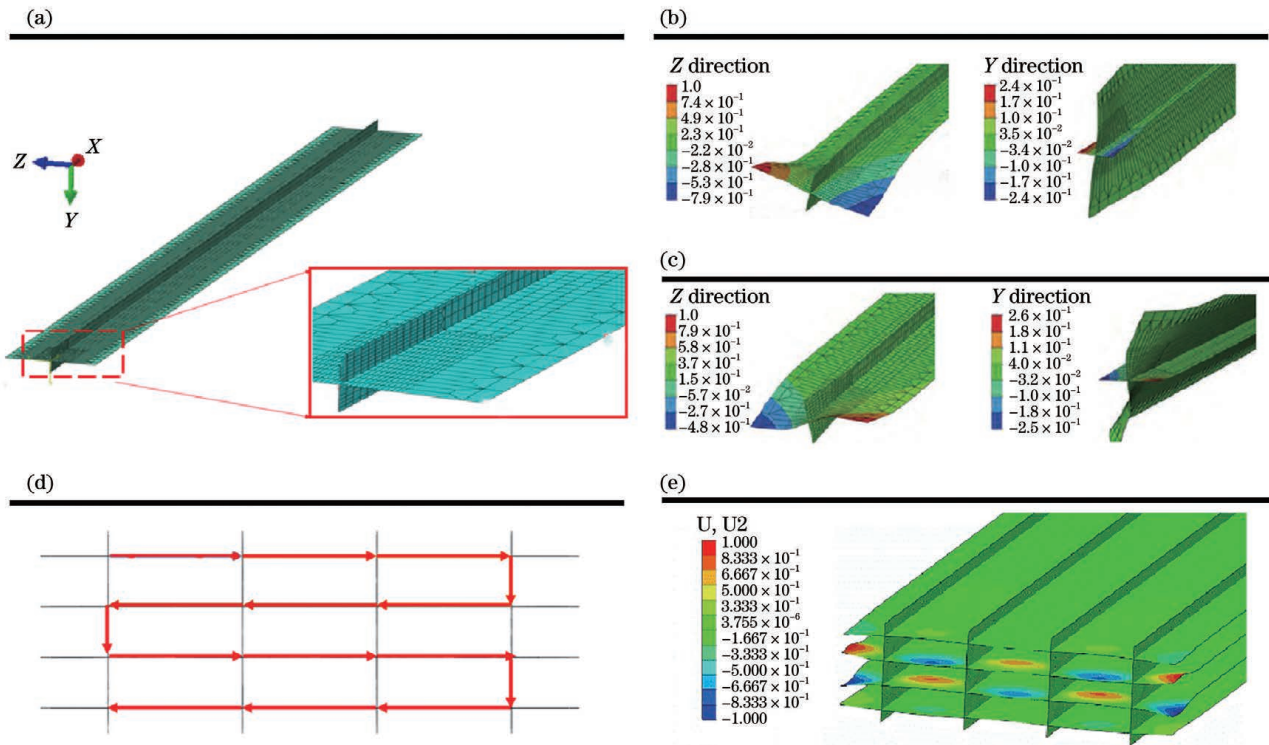 (a)
Z
X
Y
(b)
Z direction
1.0
7.4 × 10⁻¹
4.9 × 10⁻¹
2.3 × 10⁻¹
−2.2 × 10⁻²
−2.8 × 10⁻¹
−5.3 × 10⁻¹
−7.9 × 10⁻¹
Y direction
2.4 × 10⁻¹
1.7 × 10⁻¹
1.0 × 10⁻¹
3.5 × 10⁻²
−3.4 × 10⁻²
−1.0 × 10⁻¹
−1.7 × 10⁻¹
−2.4 × 10⁻¹
(c)
Z direction
1.0
7.9 × 10⁻¹
5.8 × 10⁻¹
3.7 × 10⁻¹
1.5 × 10⁻¹
−5.7 × 10⁻²
−2.7 × 10⁻¹
−4.8 × 10⁻¹
Y direction
2.6 × 10⁻¹
1.8 × 10⁻¹
1.1 × 10⁻¹
4.0 × 10⁻²
−3.2 × 10⁻²
−1.0 × 10⁻¹
−1.8 × 10⁻¹
−2.5 × 10⁻¹
(d)
(e)
U, U2
1.000
8.333 × 10⁻¹
6.667 × 10⁻¹
5.000 × 10⁻¹
3.333 × 10⁻¹
3.755 × 10⁻⁶
−1.667 × 10⁻¹
−3.333 × 10⁻¹
−5.000 × 10⁻¹
−6.667 × 10⁻¹
−8.333 × 10⁻¹
−1.000